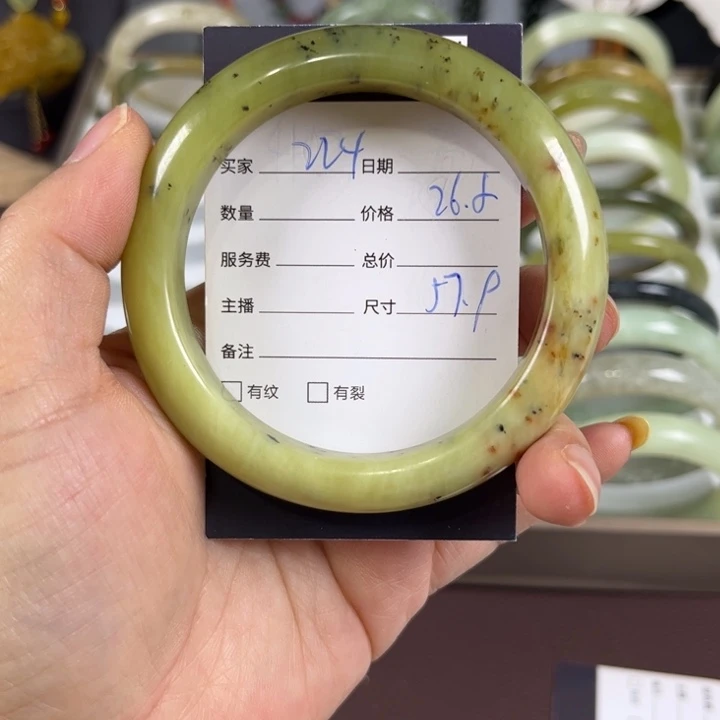 买家 224 日期
数量 价格 26.8
服务费 总价
主播 尺寸 57.9
备注
有纹 有裂